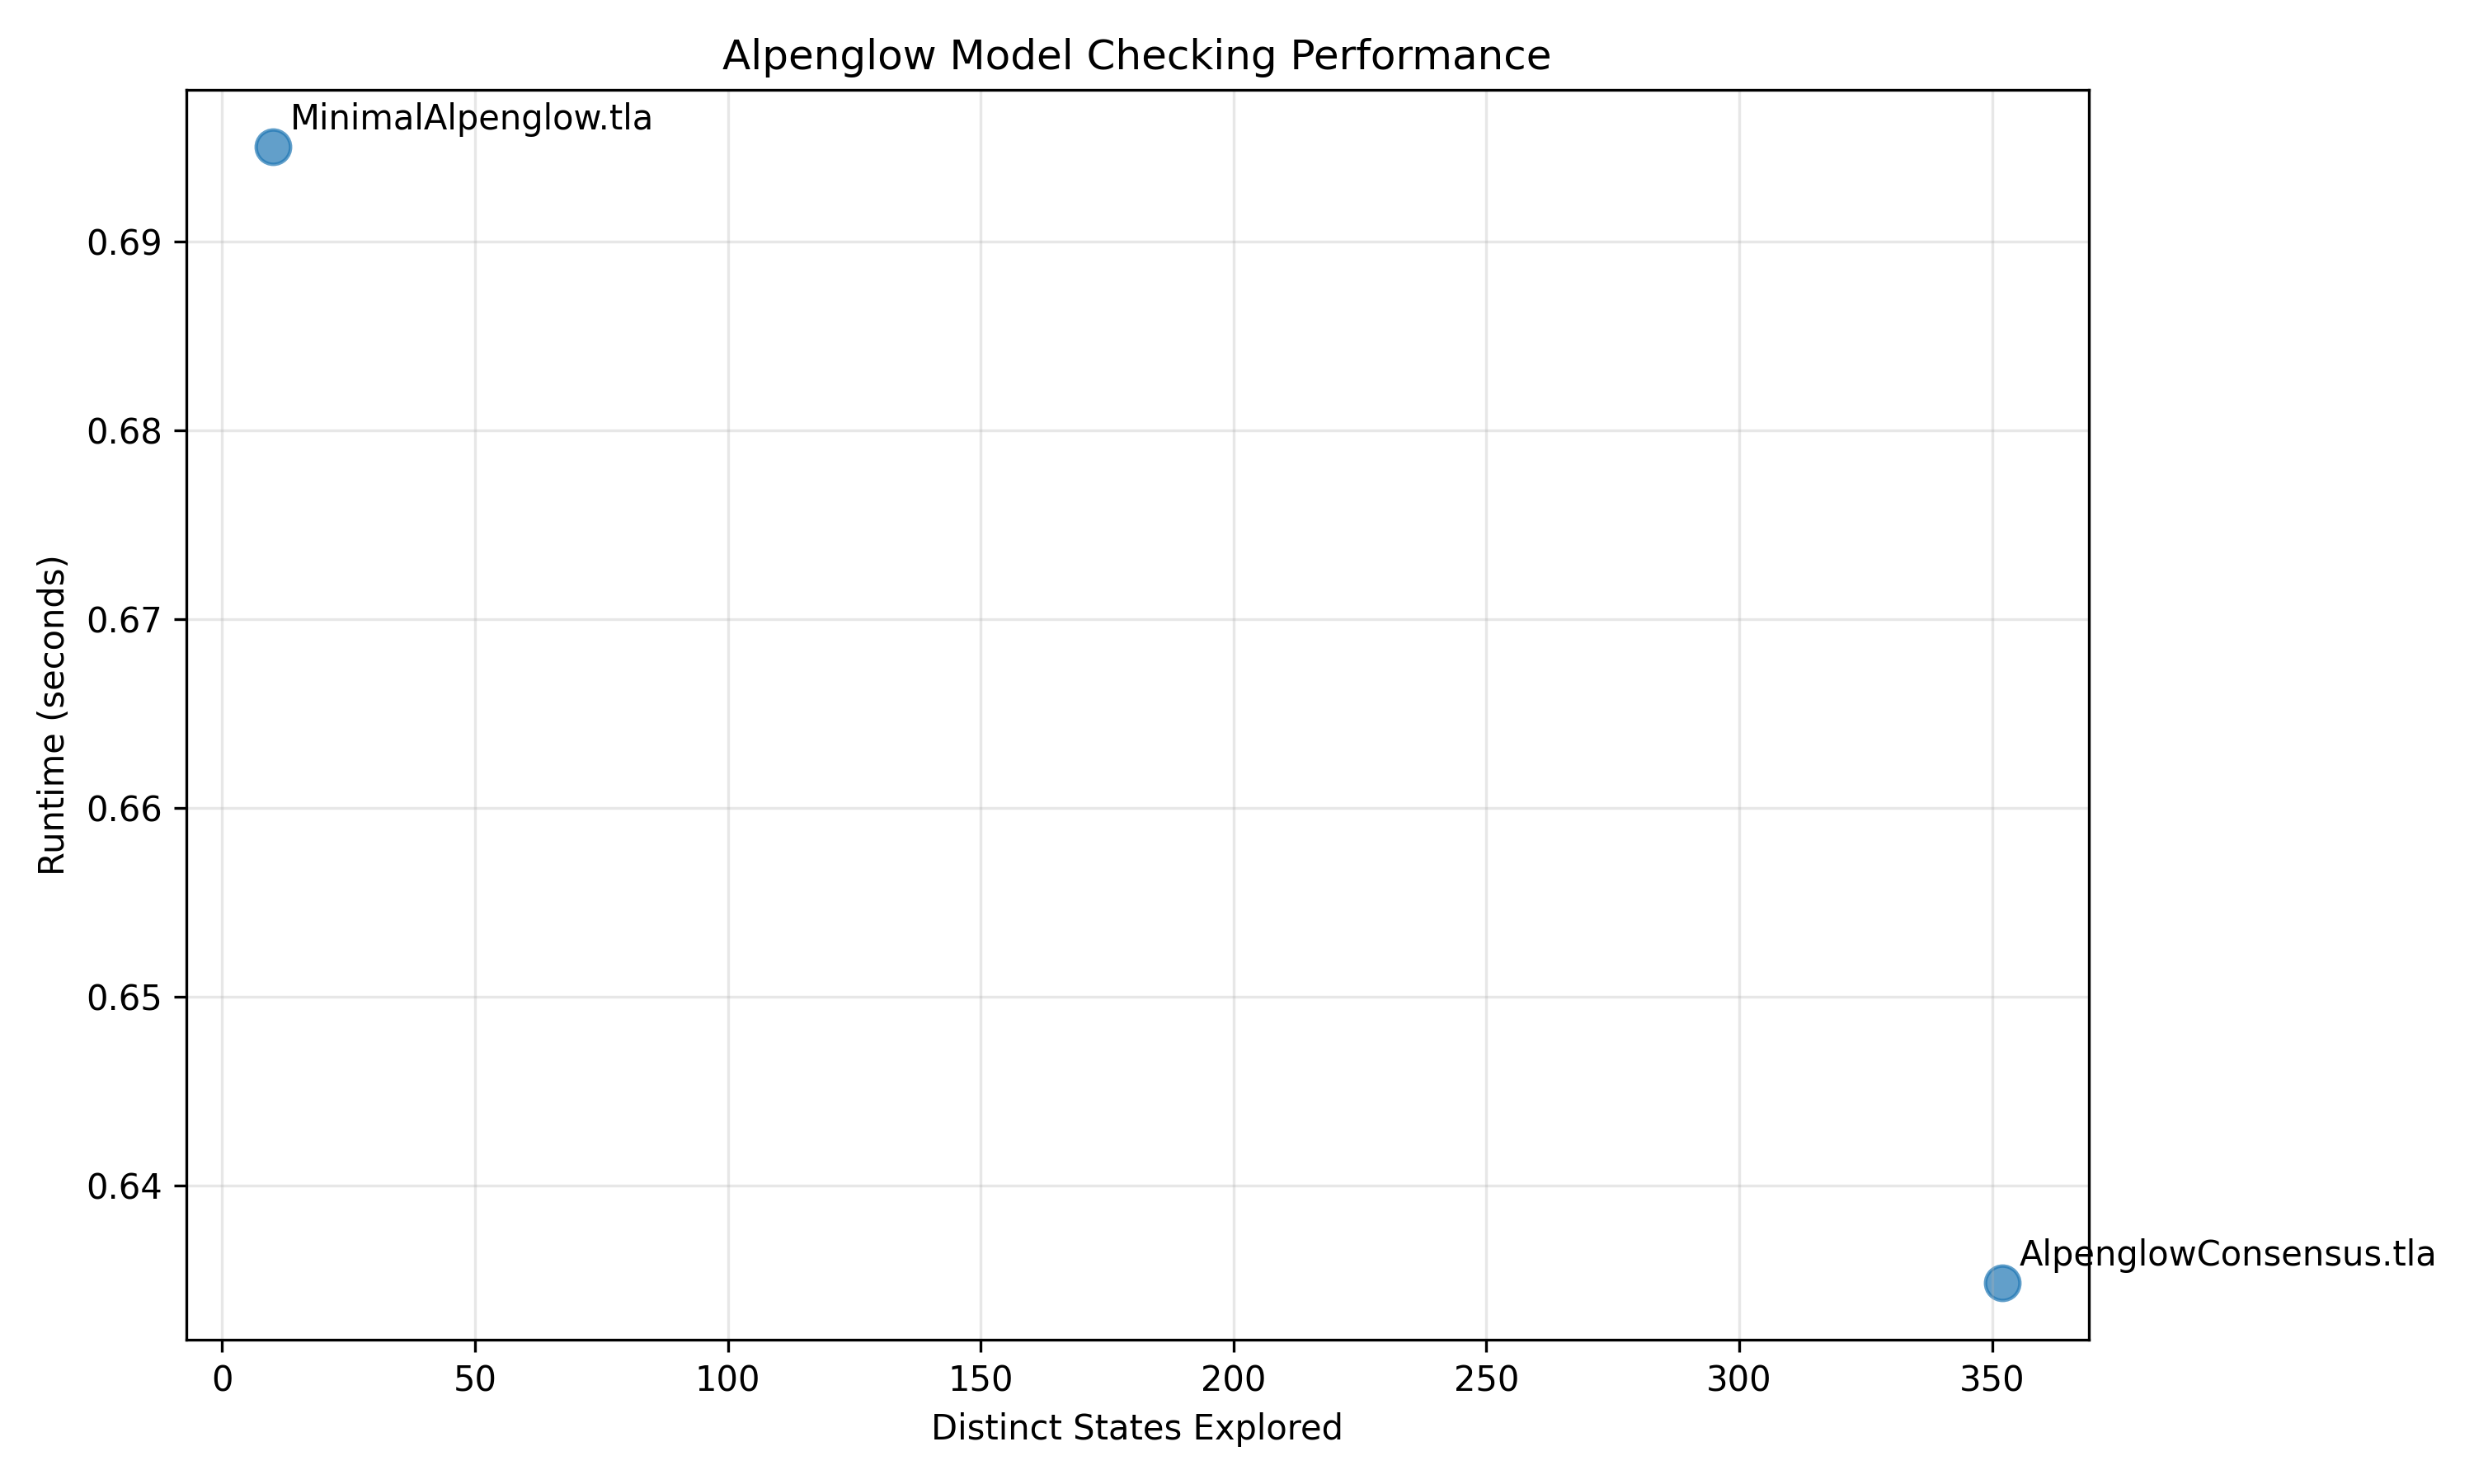 Alpenglow Model Checking Performance
MinimalAlpenglow.tla
0.69
0.68
0.67
0.66
0.65
0.64
Runtime (seconds)
AlpenglowConsensus.tla
0 50 100 150 200 250 300 350
Distinct States Explored